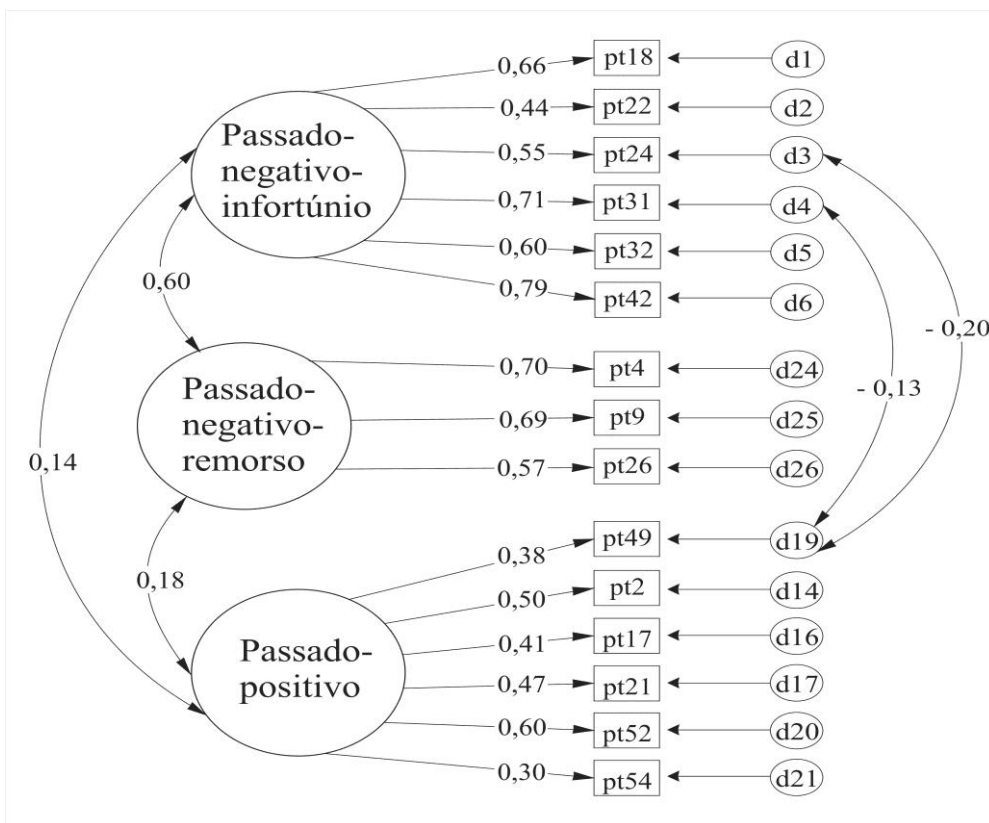 0,66 pt18 d1
0,44 pt22 d2
Passado-
negativo-
infortúnio
0,55 pt24 d3
0,71 pt31 d4
0,60 pt32 d5
0,79 pt42 d6
0,60
- 0,20
- 0,13
Passado-
negativo-
remorso
0,70 pt4 d24
0,69 pt9 d25
0,57 pt26 d26
0,14
0,18
0,38 pt49 d19
0,50 pt2 d14
Passado-
positivo
0,41 pt17 d16
0,47 pt21 d17
0,60 pt52 d20
0,30 pt54 d21